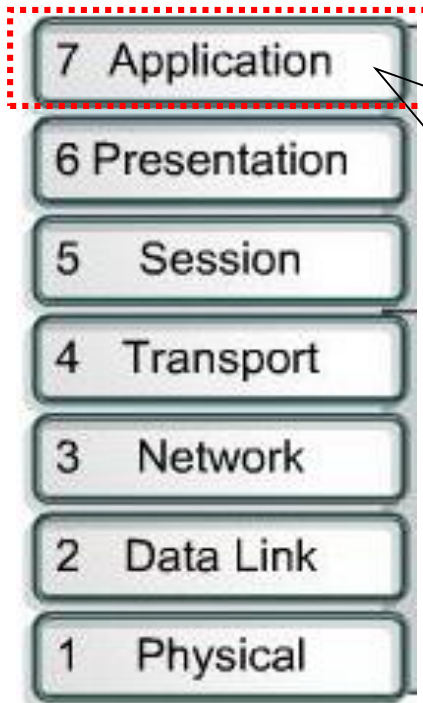 7 Application
6 Presentation
5 Session
4 Transport
3 Network
2 Data Link
1 Physical